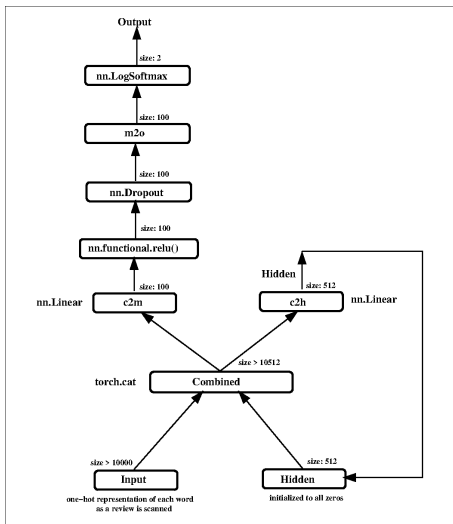 Output
size: 2
nn.LogSoftmax
size: 100
m2o
size: 100
nn.Dropout
size: 100
nn.functional.relu()
size: 100
nn.Linear
c2m
Hidden
size: 512
c2h
nn.Linear
size > 10512
torch.cat
Combined
size > 10000
size: 512
Input
Hidden
one-hot representation of each word
as a review is scanned
initialized to all zeros